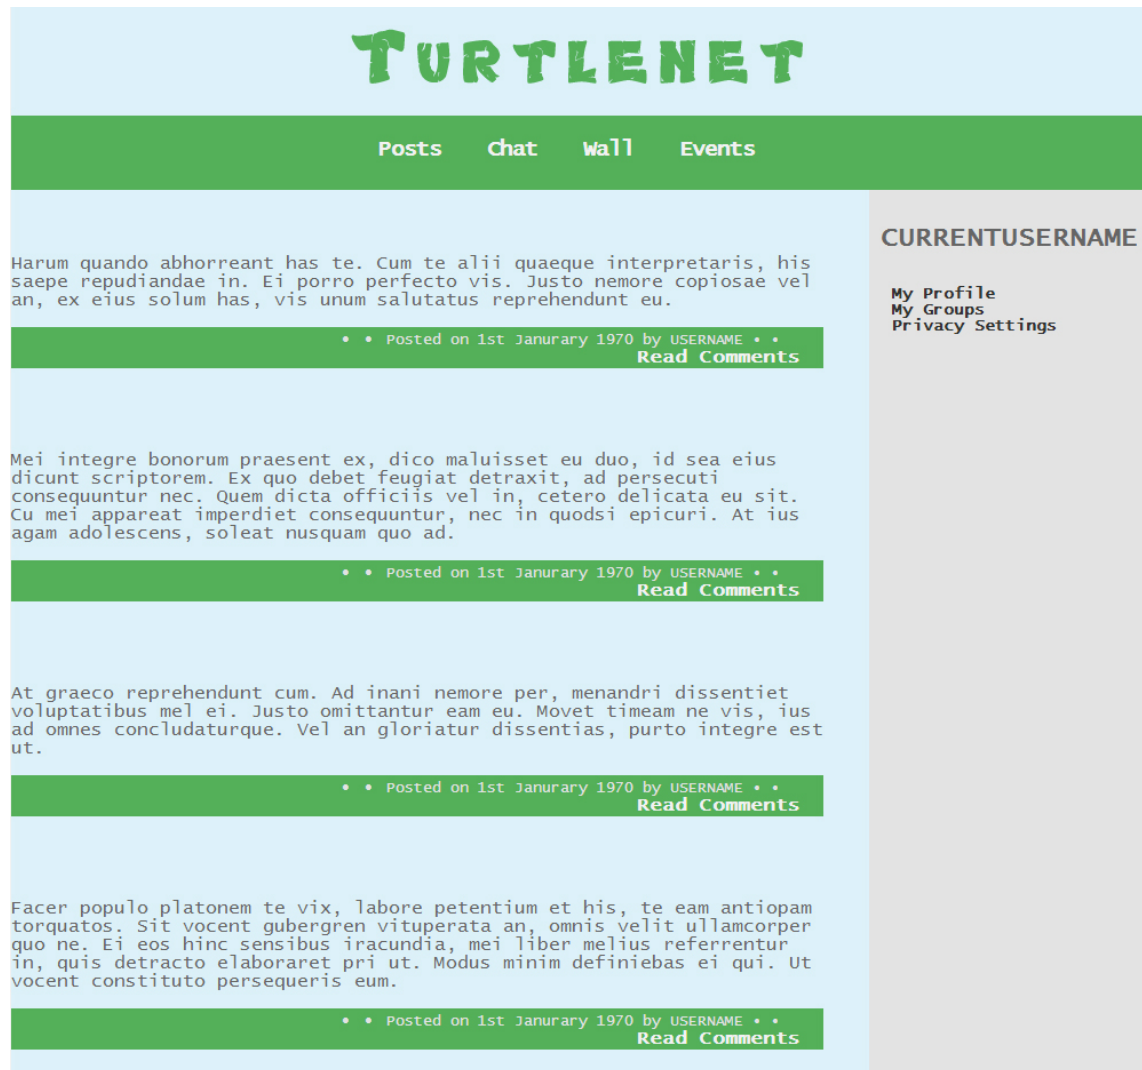 TURTLENET
Posts Chat Wall Events
CURRENTUSERNAME
My Profile
My Groups
Privacy Settings
Harum quando abhorreant has te. Cum te alii quaeque interpretaris, his
saepe repudiandae in. Ei porro perfecto vis. Justo nemore copiosae vel
an, ex eius solum has, vis unum salutatus reprehendunt eu.
• • Posted on 1st Janurary 1970 by USERNAME • •
Read Comments
Mei integre bonorum praesent ex, dico maluisset eu duo, id sea eius
dicunt scriptorem. Ex quo debet feugiat detraxit, ad persecuti
consequuntur nec. Quem dicta officiis vel in, cetero delicata eu sit.
Cu mei appareat imperdiet consequuntur, nec in quodsi epicuri. At ius
agam adolescens, soleat nusquam quo ad.
• • Posted on 1st Janurary 1970 by USERNAME • •
Read Comments
At graeco reprehendunt cum. Ad inani nemore per, menandri dissentiet
voluptatibus mel ei. Justo omittantur eam eu. Movet timeam ne vis, ius
ad omnes concludaturque. Vel an gloriatur dissentias, purto integre est
ut.
• • Posted on 1st Janurary 1970 by USERNAME • •
Read Comments
Facer populo platonem te vix, labore petentium et his, te eam antiopam
torquatos. Sit vocent gubergren vituperata an, omnis velit ullamcorper
quo ne. Ei eos hinc sensibus iracundia, mei liber melius referrentur
in, quis detracto elaboraret pri ut. Modus minim definiebas ei qui. Ut
vocent constituto persequeris eum.
• • Posted on 1st Janurary 1970 by USERNAME • •
Read Comments